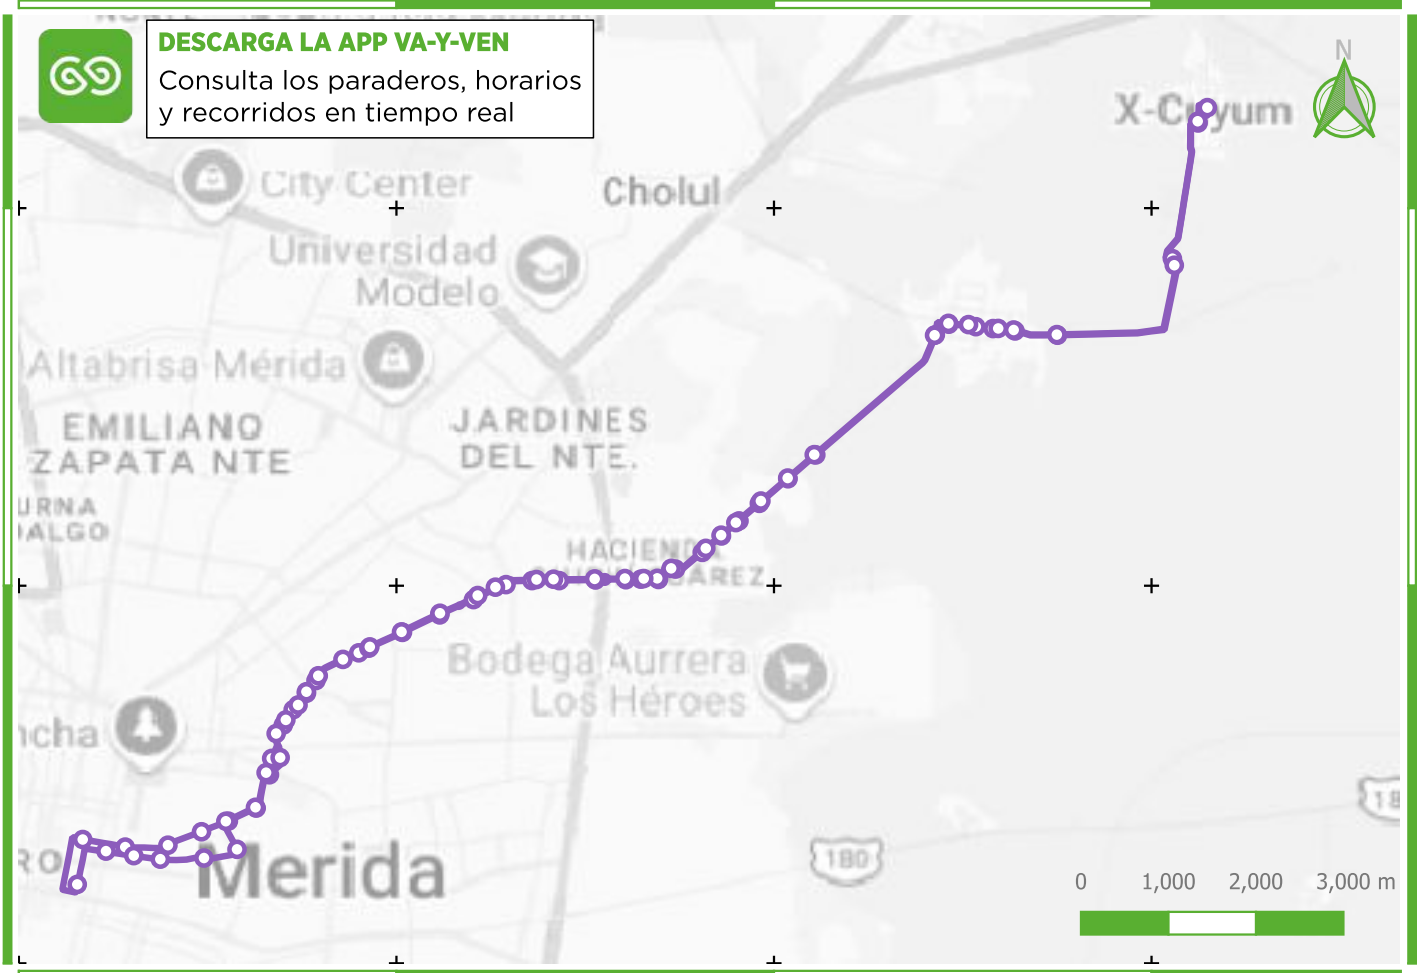 DESCARGA LA APP VA-Y-VEN
Consulta los paraderos, horarios
y recorridos en tiempo real
N
City Center
Cholul
Universidad
Modelo
Altabrisa Mérida
EMILIANO
ZAPATA NTE
JARDINES
DEL NTE.
HACIENDA
Bodega Aurrera
Los Héroes
Merida
180
18
0 1,000 2,000 3,000 m